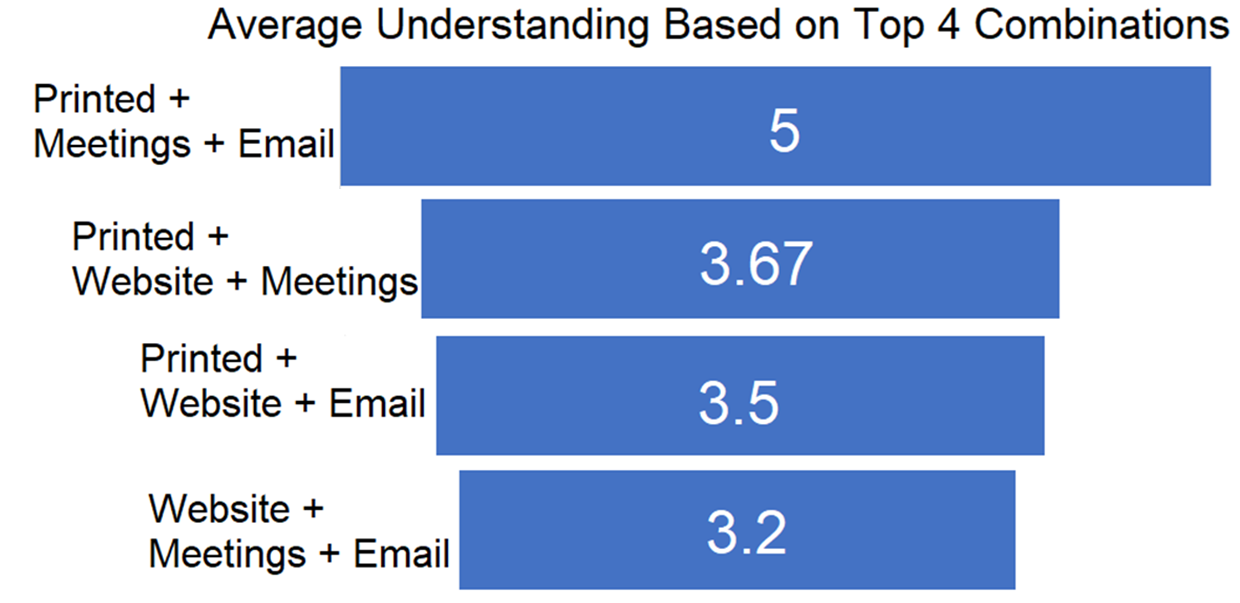 Average Understanding Based on Top 4 Combinations
Printed +
Meetings + Email
5
Printed +
Website + Meetings
3.67
Printed +
Website + Email
3.5
Website +
Meetings + Email
3.2